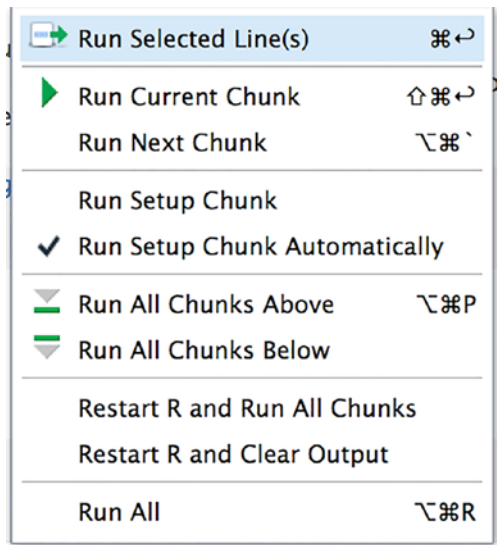 Run Selected Line(s) ⌘↩
Run Current Chunk ⇧⌘↩
Run Next Chunk ⌥⌘`
Run Setup Chunk
✓ Run Setup Chunk Automatically
Run All Chunks Above ⌥⌘P
Run All Chunks Below
Restart R and Run All Chunks
Restart R and Clear Output
Run All ⌥⌘R